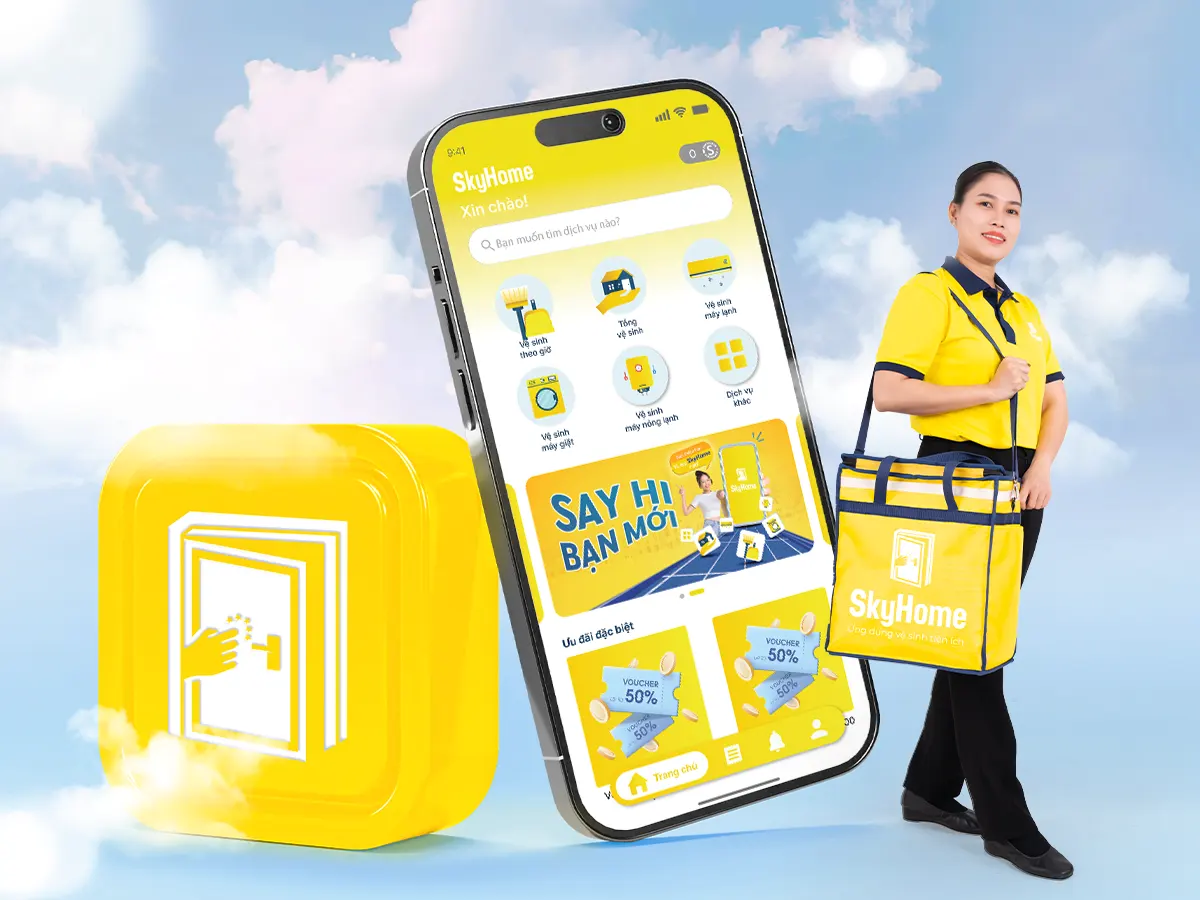 9:41
SkyHome
0
Xin chào!
Bạn muốn tìm dịch vụ nào?
Vệ sinh
theo giờ
Tổng
vệ sinh
Vệ sinh
máy lạnh
Vệ sinh
máy giặt
Vệ sinh
máy nóng lạnh
Dịch vụ
khác
SAY HI
BẠN MỚI
SkyHome
SkyHome
Ưu đãi đặc biệt
VOUCHER
50%
VOUCHER
50%
50%
VOUCHER
50%
Trang chủ
SkyHome
Ứng dụng vệ sinh tiện ích